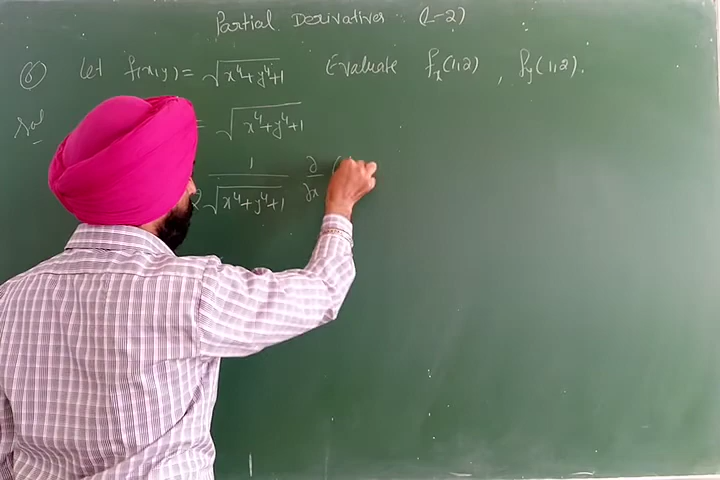 Partial Derivatives (L-2)
⑥ Let f(x,y) = √(x⁴+y⁴+1) Evaluate fx(1,2), fy(1,2).
Sol
= √(x⁴+y⁴+1)
1/(2√(x⁴+y⁴+1)) ∂/∂x (